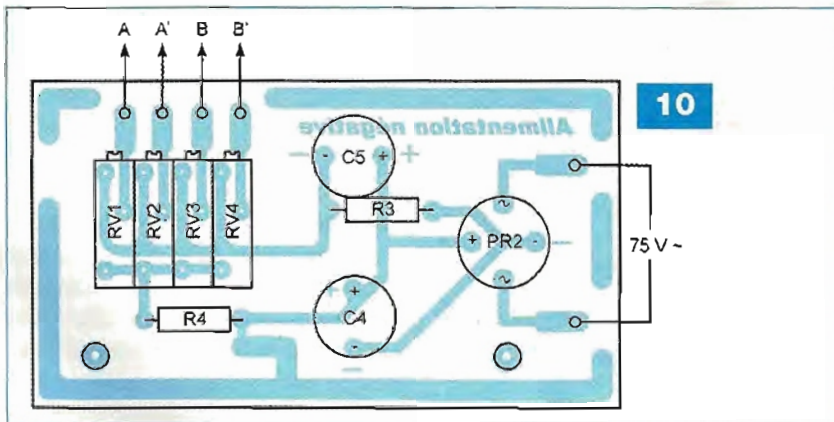 A A' B B'
10
Alimentation négative
- C5 + +
-
RV1 RV2 RV3 RV4
R3
+ PR2 - -
~
~
75 V ~
+ +
R4
C4
-
-